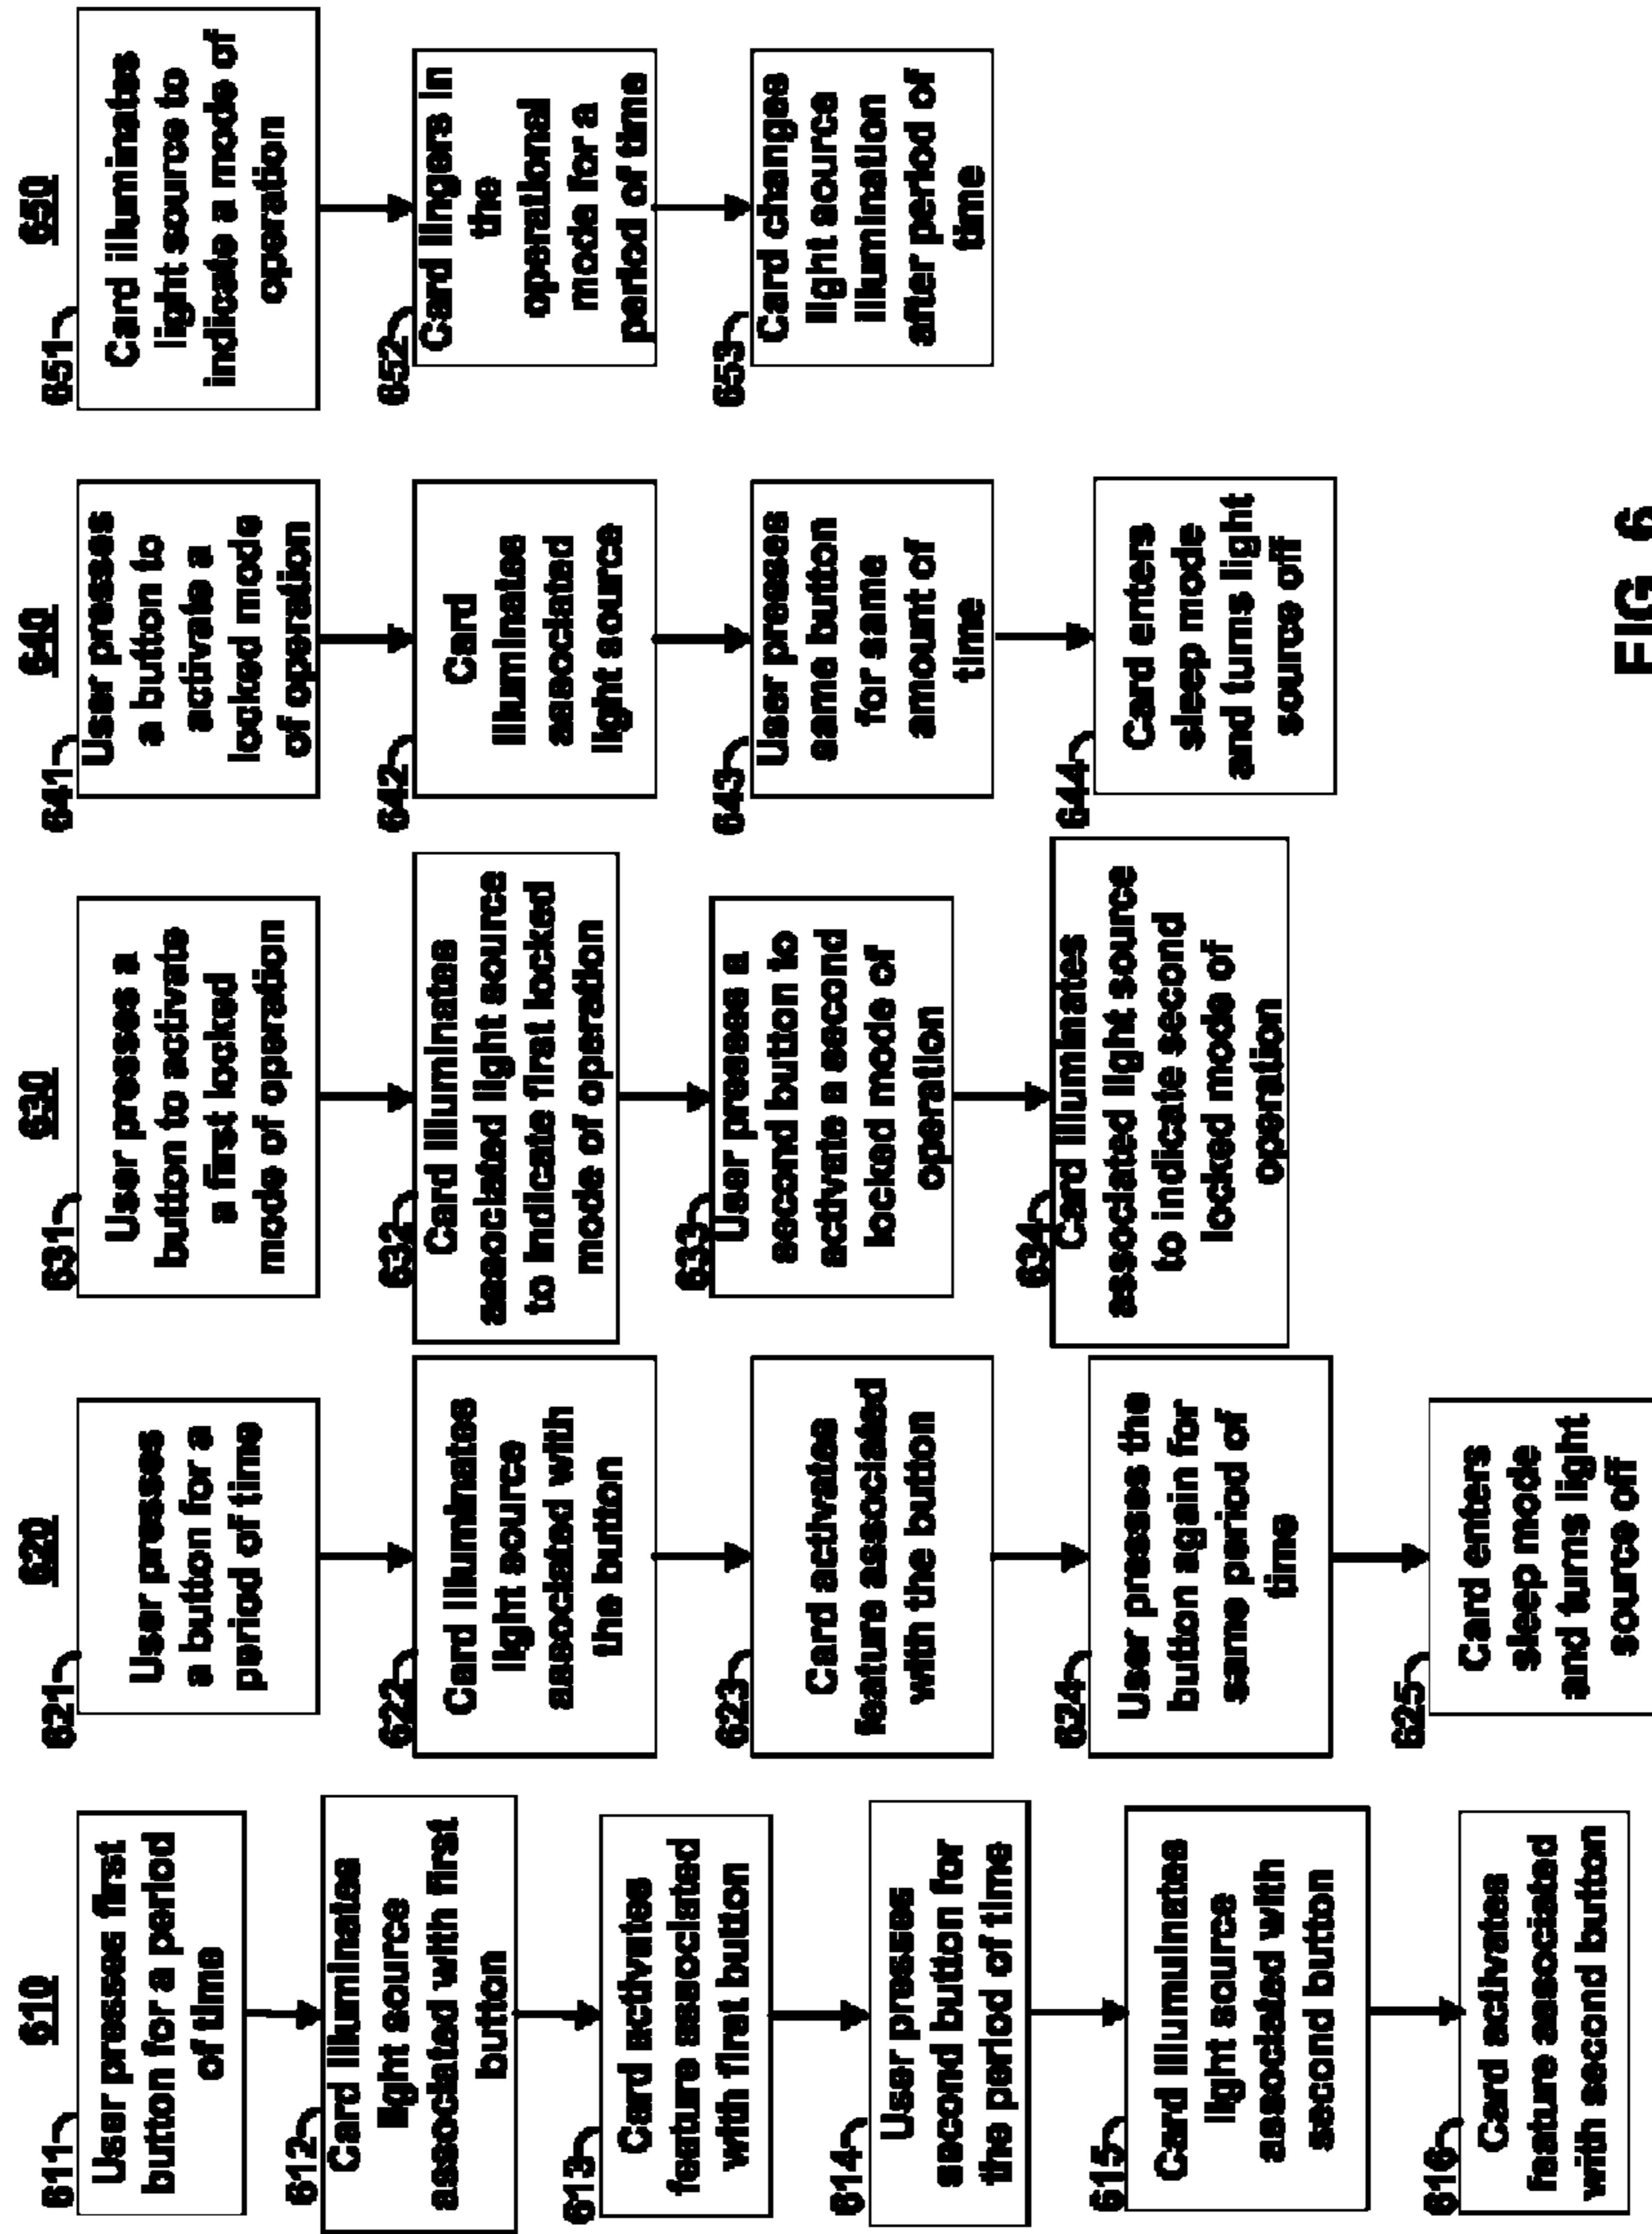 610
611
User presses first
button for a period
of time
612
Card illuminates
light source
associated with first
button
613
Card activates
feature associated
with first button
614
User presses
second button for
the period of time
615
Card illuminates
light source
associated with
second button
616
Card activates
feature associated
with second button
620
621
User presses
a button for a
period of time
622
Card illuminates
light source
associated with
the button
623
Card activates
feature associated
with the button
624
User presses the
button again for
same period of
time
625
Card enters
sleep mode
and turns light
source off
630
631
User presses a
button to activate
a first locked
mode of operation
632
Card illuminates
associated light source
to indicate first locked
mode of operation
633
User presses a
second button to
activate a second
locked mode of
operation
634
Card illuminates
associated light source
to indicate second
locked mode of
operation
640
641
User presses
a button to
activate a
locked mode
of operation
642
Card
illuminates
associated
light source
643
User presses
same button
for same
amount of
time
644
Card enters
sleep mode
and turns light
source off
650
651
Card illuminates
light source to
indicate a mode of
operation
652
Card lingers in
the
operational
mode for a
period of time
653
Card changes
light source
illumination
after period of
time
FIG. 6